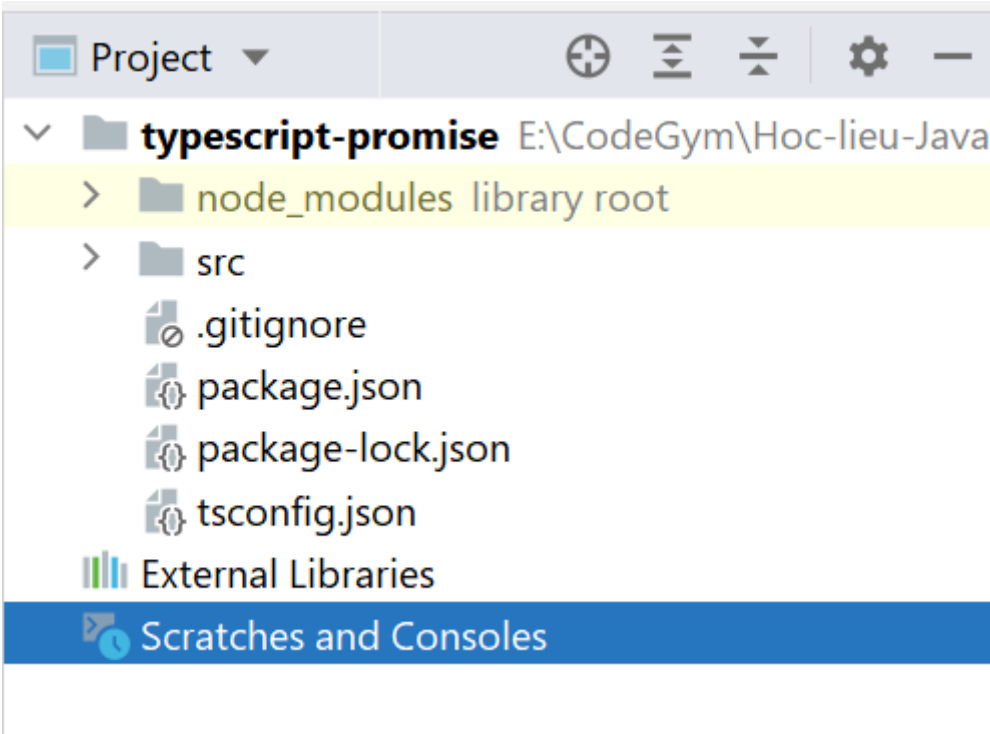 Project
typescript-promise E:\CodeGym\Hoc-lieu-Java
node_modules library root
src
.gitignore
package.json
package-lock.json
tsconfig.json
External Libraries
Scratches and Consoles